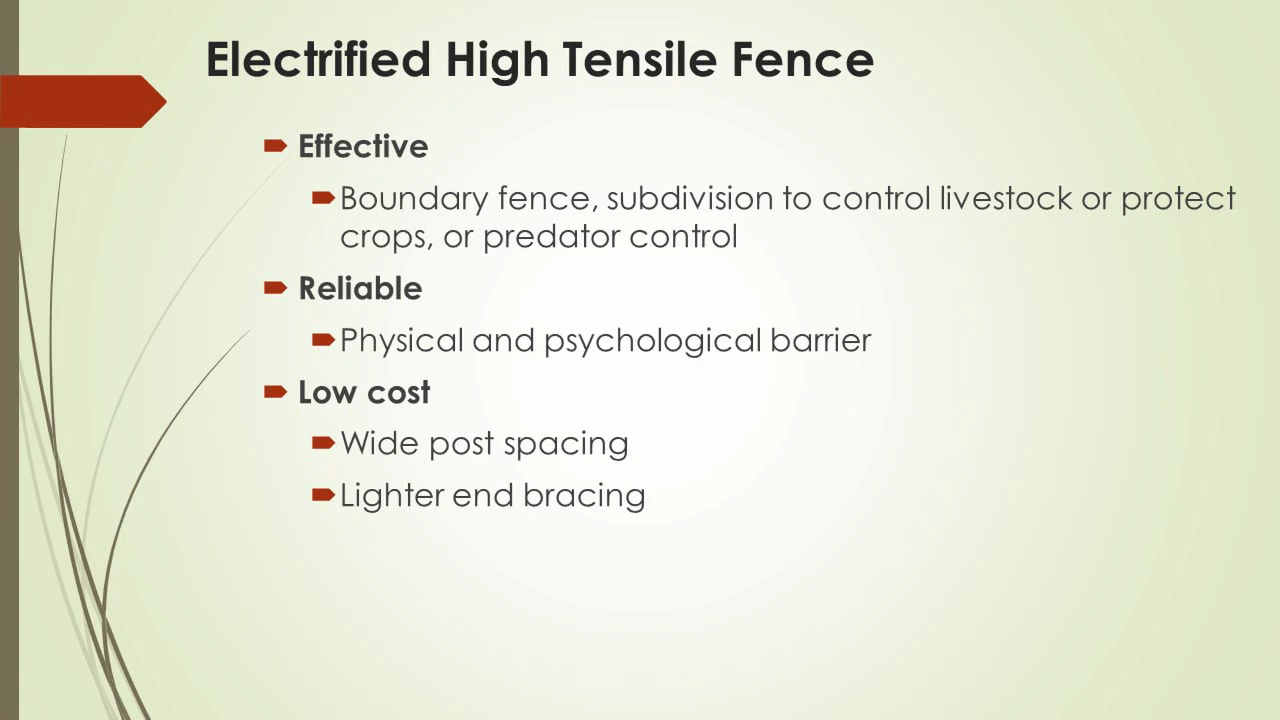 Electrified High Tensile Fence
Effective
Boundary fence, subdivision to control livestock or protect
crops, or predator control
Reliable
Physical and psychological barrier
Low cost
Wide post spacing
Lighter end bracing